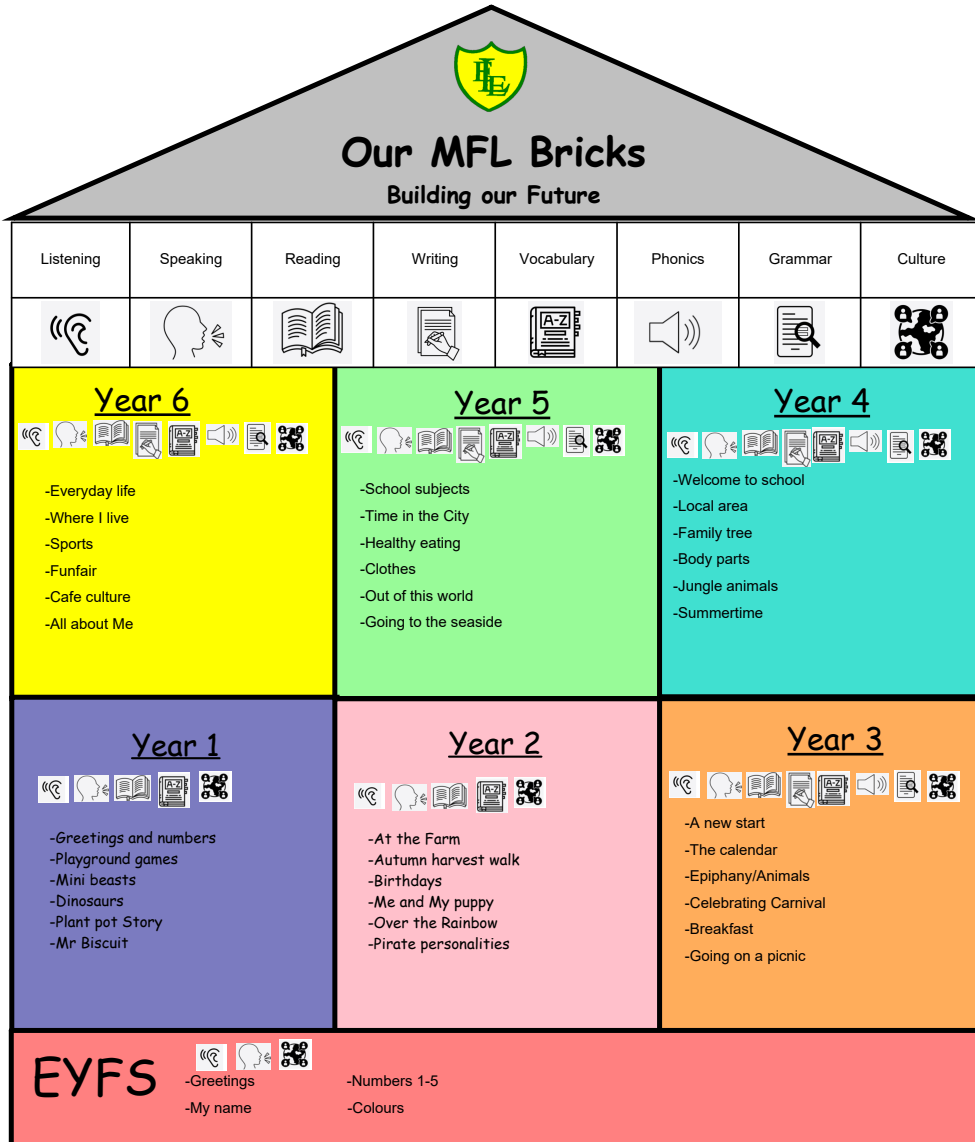 FLE
Our MFL Bricks
Building our Future
Listening Speaking Reading Writing Vocabulary Phonics Grammar Culture
A-Z
Year 6
A-Z
-Everyday life
-Where I live
-Sports
-Funfair
-Cafe culture
-All about Me
Year 5
A-Z
-School subjects
-Time in the City
-Healthy eating
-Clothes
-Out of this world
-Going to the seaside
Year 4
A-Z
-Welcome to school
-Local area
-Family tree
-Body parts
-Jungle animals
-Summertime
Year 1
A-Z
-Greetings and numbers
-Playground games
-Mini beasts
-Dinosaurs
-Plant pot Story
-Mr Biscuit
Year 2
A-Z
-At the Farm
-Autumn harvest walk
-Birthdays
-Me and My puppy
-Over the Rainbow
-Pirate personalities
Year 3
A-Z
-A new start
-The calendar
-Epiphany/Animals
-Celebrating Carnival
-Breakfast
-Going on a picnic
EYFS
-Greetings
-My name
-Numbers 1-5
-Colours